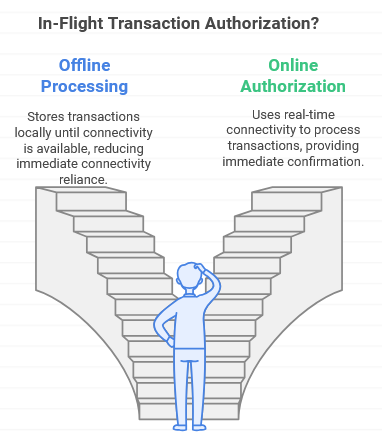 In-Flight Transaction Authorization?
Offline
Processing
Stores transactions
locally until connectivity
is available, reducing
immediate connectivity
reliance.
Online
Authorization
Uses real-time
connectivity to process
transactions, providing
immediate confirmation.